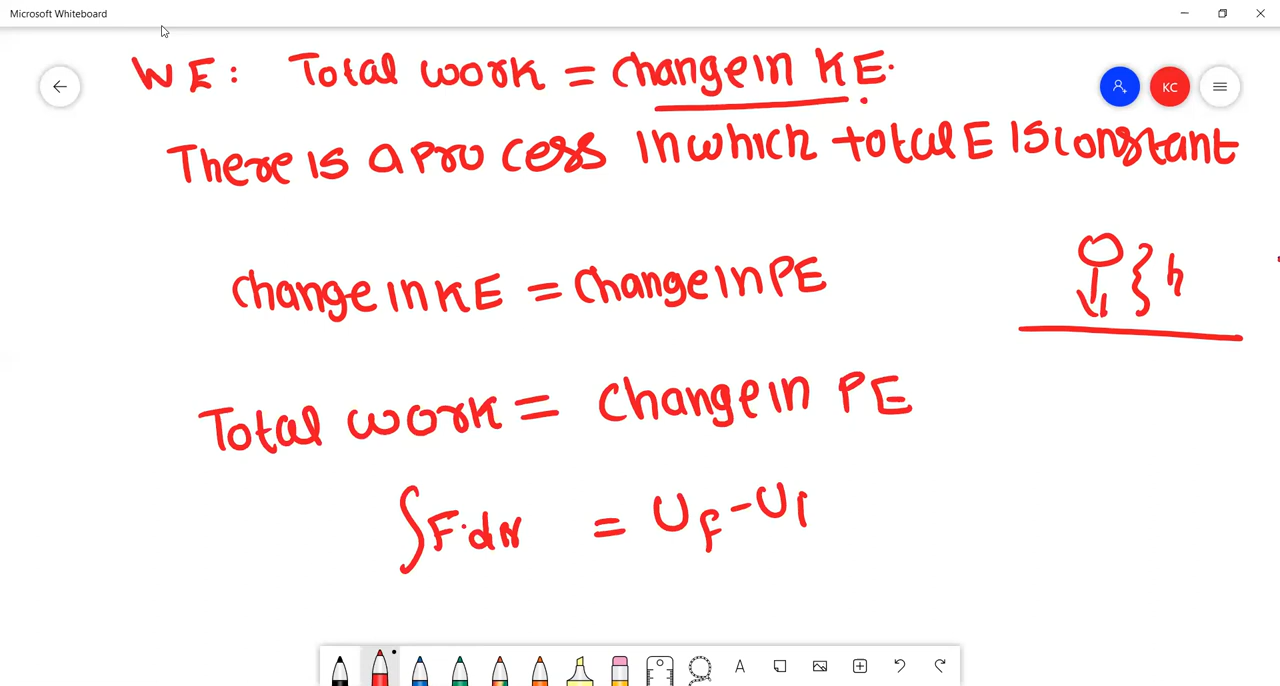 Microsoft Whiteboard
WE: Total work = Change in KE.
KC
There is a process in which total E is constant
Change in KE = Change in PE
h
Total work = Change in PE
∫F.dr = UF - Ui
A